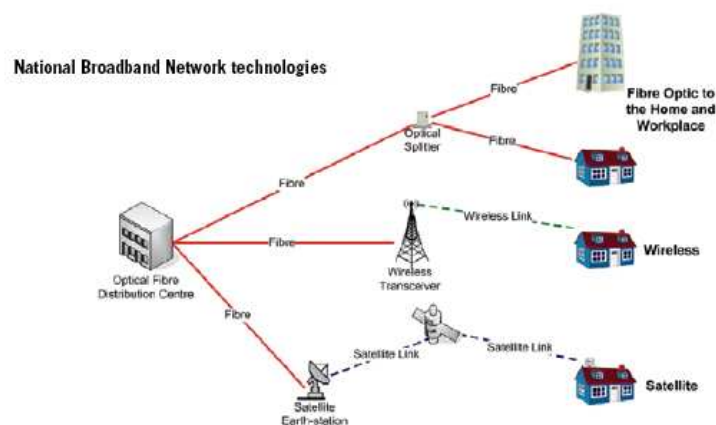 National Broadband Network technologies
Fibre
Fibre Optic to
the Home and
Workplace
Optical
Splitter
Fibre
Fibre
Wireless Link
Fibre
Wireless
Wireless
Transceiver
Optical Fibre
Distribution Centre
Fibre
Satellite Link
Satellite Link
Satellite
Satellite
Earth-station